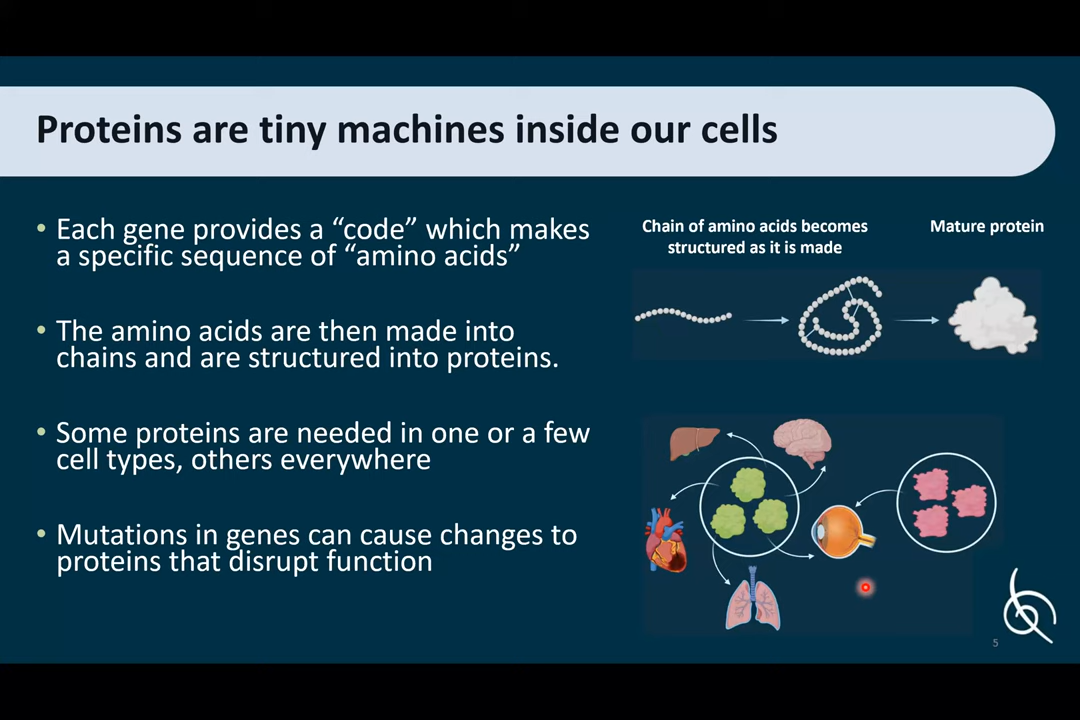 Proteins are tiny machines inside our cells
• Each gene provides a “code” which makes
a specific sequence of “amino acids”
• The amino acids are then made into
chains and are structured into proteins.
• Some proteins are needed in one or a few
cell types, others everywhere
• Mutations in genes can cause changes to
proteins that disrupt function
Chain of amino acids becomes
structured as it is made
Mature protein
5